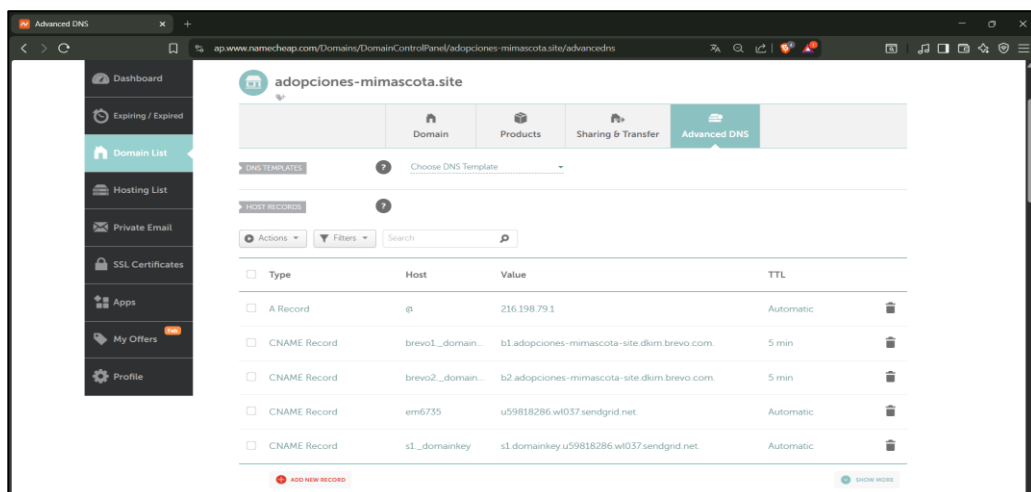 Advanced DNS
ap.www.namecheap.com/Domains/DomainControlPanel/adopciones-mimascota.site/advancedns
Dashboard
Expiring / Expired
Domain List
Hosting List
Private Email
SSL Certificates
Apps
My Offers
Profile
adopciones-mimascota.site
Domain Products Sharing & Transfer Advanced DNS
DNS TEMPLATES ? Choose DNS Template
HOST RECORDS ?
Actions Filters Search
Type Host Value TTL
A Record @ 216.198.79.1 Automatic
CNAME Record brevo1._domain... b1.adopciones-mimascota-site.dkim.brevo.com. 5 min
CNAME Record brevo2._domain... b2.adopciones-mimascota-site.dkim.brevo.com. 5 min
CNAME Record em6735 u59818286.wl037.sendgrid.net. Automatic
CNAME Record s1._domainkey s1.domainkey.u59818286.wl037.sendgrid.net. Automatic
ADD NEW RECORD SHOW MORE